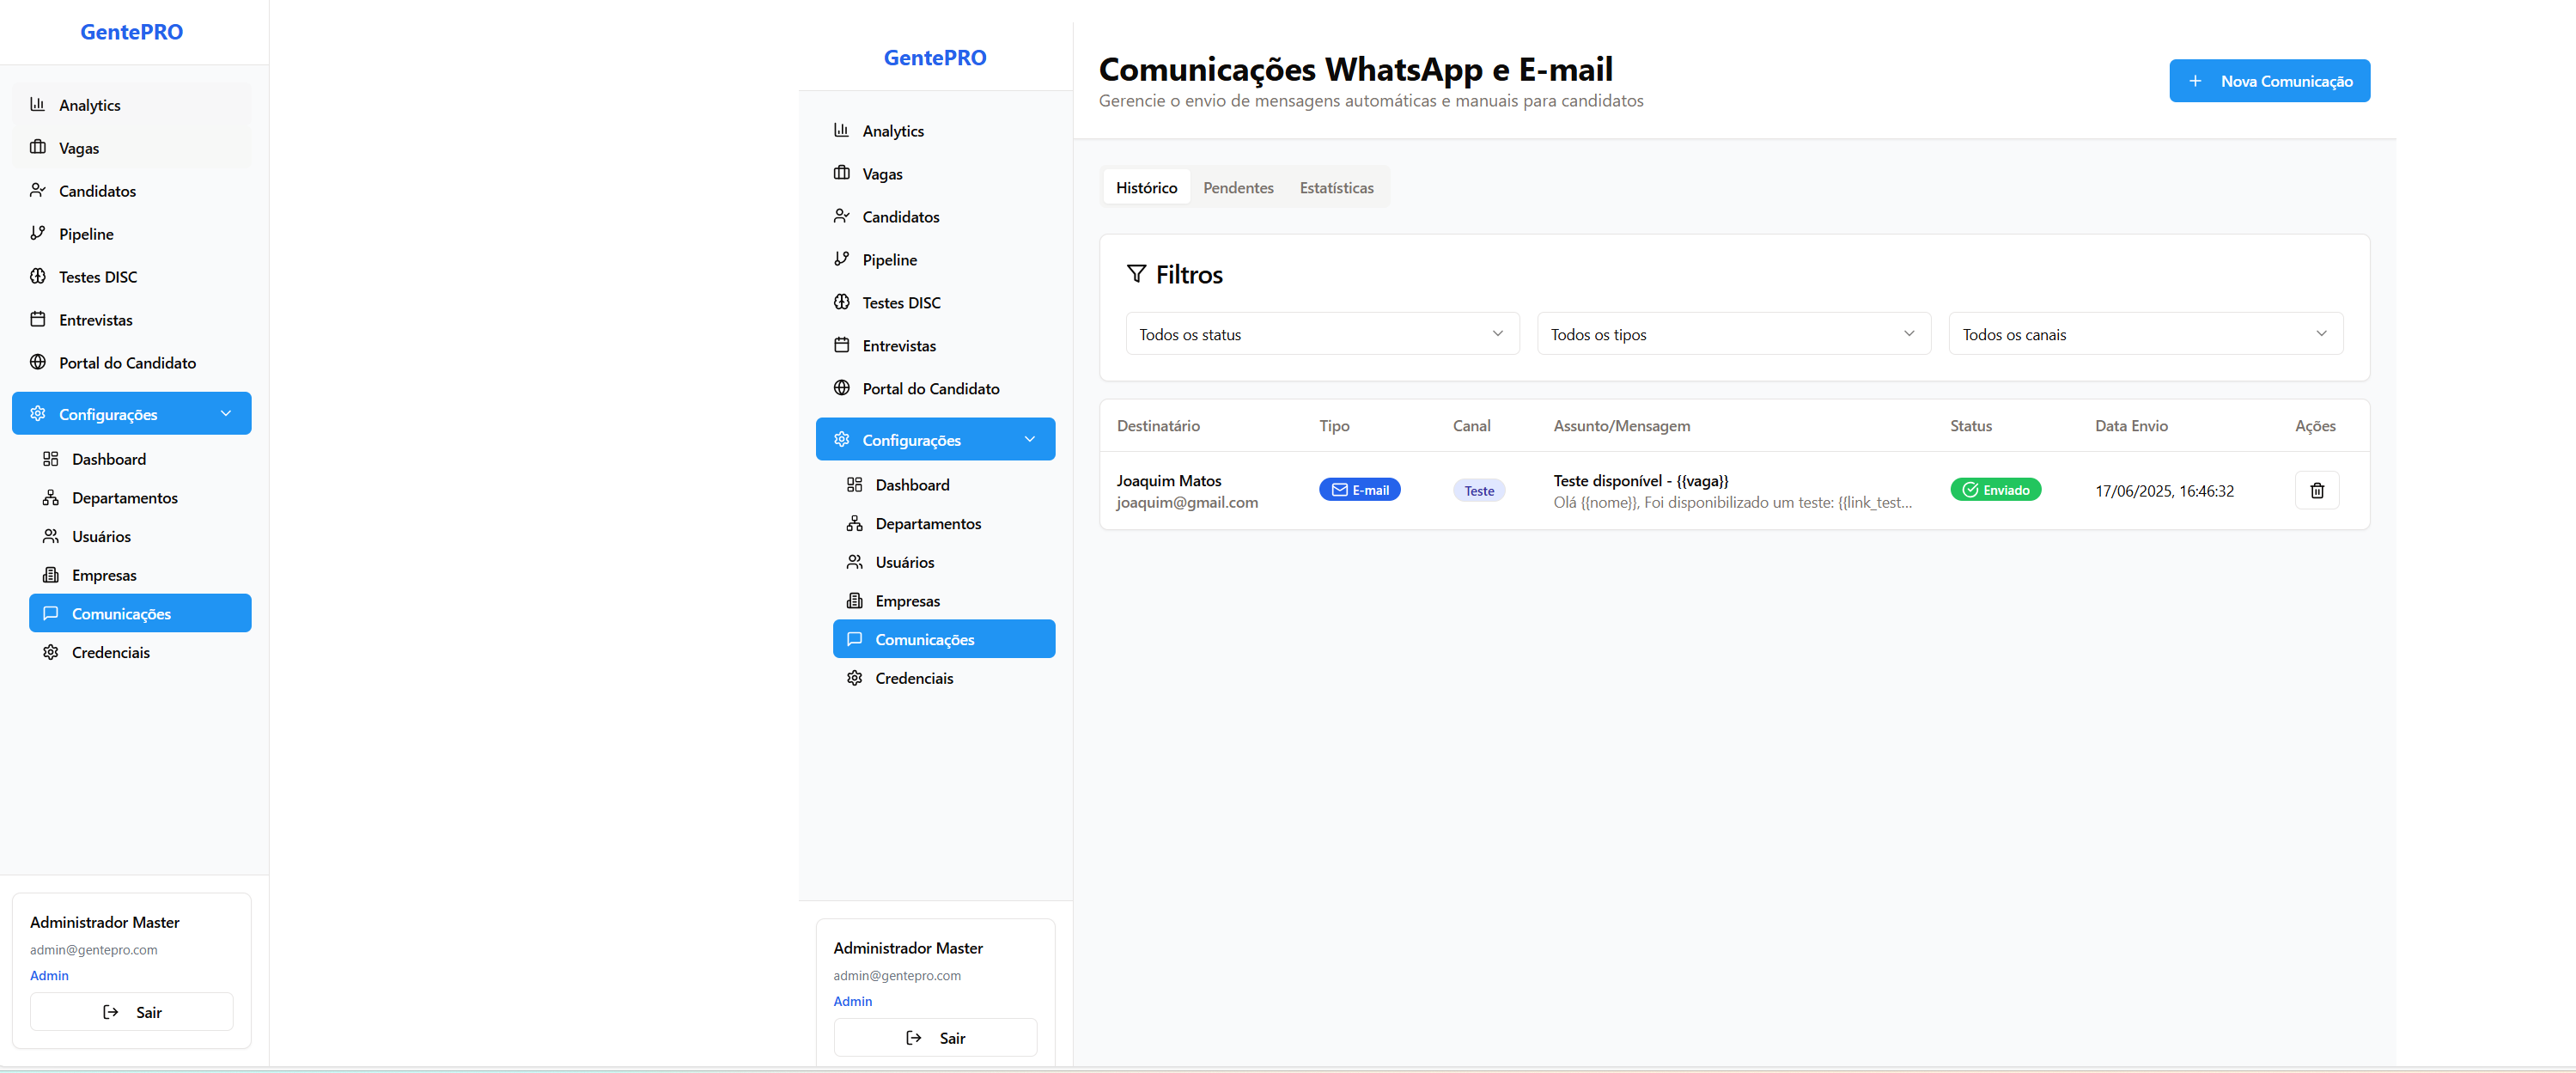 GentePRO
Analytics
Vagas
Candidatos
Pipeline
Testes DISC
Entrevistas
Portal do Candidato
Configurações
Dashboard
Departamentos
Usuários
Empresas
Comunicações
Credenciais
Administrador Master
admin@gentepro.com
Admin
Sair
GentePRO
Analytics
Vagas
Candidatos
Pipeline
Testes DISC
Entrevistas
Portal do Candidato
Configurações
Dashboard
Departamentos
Usuários
Empresas
Comunicações
Credenciais
Administrador Master
admin@gentepro.com
Admin
Sair
Comunicações WhatsApp e E-mail
Gerencie o envio de mensagens automáticas e manuais para candidatos
Nova Comunicação
Histórico Pendentes Estatísticas
Filtros
Todos os status Todos os tipos Todos os canais
Destinatário Tipo Canal Assunto/Mensagem Status Data Envio Ações
Joaquim Matos E-mail Teste Teste disponível - {{vaga}} Enviado 17/06/2025, 16:46:32
joaquim@gmail.com Olá {{nome}}, Foi disponibilizado um teste: {{link_test...